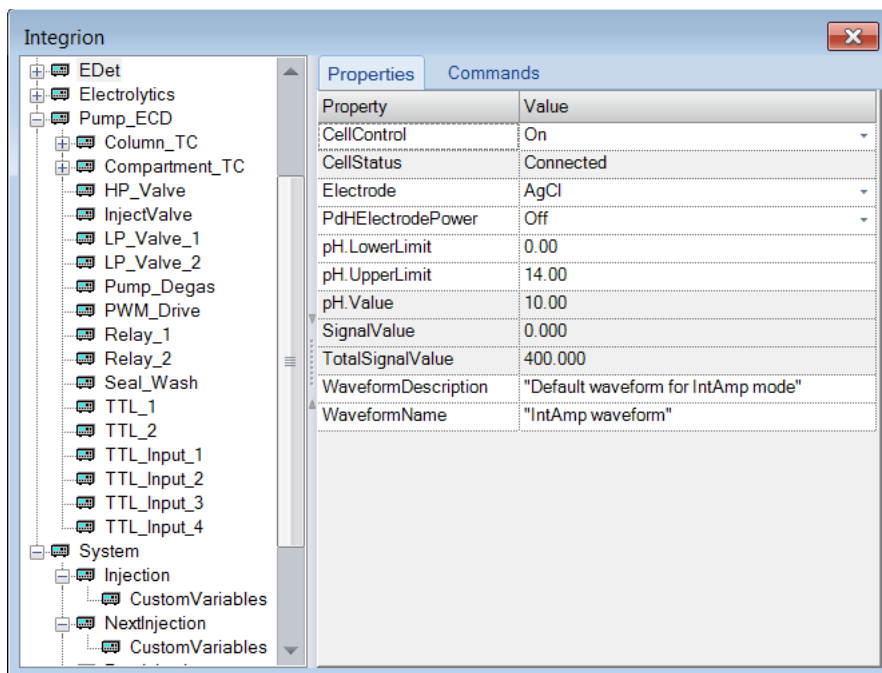 Integrion
EDet
Electrolytics
Pump_ECD
Column_TC
Compartment_TC
HP_Valve
InjectValve
LP_Valve_1
LP_Valve_2
Pump_Degas
PWM_Drive
Relay_1
Relay_2
Seal_Wash
TTL_1
TTL_2
TTL_Input_1
TTL_Input_2
TTL_Input_3
TTL_Input_4
System
Injection
CustomVariables
NextInjection
CustomVariables
Properties Commands
Property Value
CellControl On
CellStatus Connected
Electrode AgCl
PdHElectrodePower Off
pH.LowerLimit 0.00
pH.UpperLimit 14.00
pH.Value 10.00
SignalValue 0.000
TotalSignalValue 400.000
WaveformDescription "Default waveform for IntAmp mode"
WaveformName "IntAmp waveform"